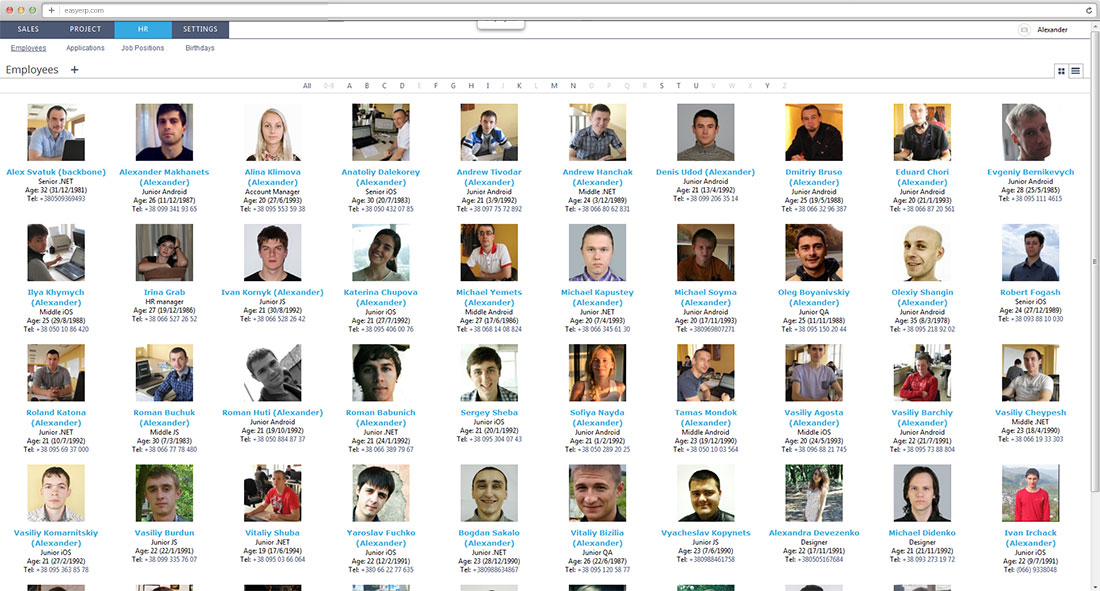 easyerp.com
SALES PROJECT HR SETTINGS
Alexander
Employees Applications Job Positions Birthdays
Employees +
All 0-9 A B C D E F G H I J K L M N O P Q R S T U V W X Y Z
Alex Svatuk (backbone)
Senior .NET
Age: 32 (31/12/1981)
Tel: +380509369493
Alexander Makhanets
(Alexander)
Junior Android
Age: 26 (11/12/1987)
Tel: +38 099 341 93 65
Alina Klimova
(Alexander)
Account Manager
Age: 20 (27/6/1993)
Tel: +38 095 553 59 38
Anatoliy Dalekorey
(Alexander)
Senior iOS
Age: 30 (20/7/1983)
Tel: +38 050 432 07 85
Andrew Tivodar
(Alexander)
Junior Android
Age: 21 (3/9/1992)
Tel: +38 097 75 72 892
Andrew Hanchak
(Alexander)
Middle .NET
Age: 24 (3/12/1989)
Tel: +38 066 80 62 831
Denis Udod (Alexander)
Junior Android
Age: 21 (13/4/1992)
Tel: +38 099 206 35 14
Dmitriy Bruso
(Alexander)
Junior Android
Age: 25 (19/5/1988)
Tel: +38 066 32 96 387
Eduard Chori
(Alexander)
Junior Android
Age: 20 (21/1/1993)
Tel: +38 066 87 20 561
Evgeniy Bernikevych
Junior Android
Age: 28 (25/5/1985)
Tel: +38 095 111 4615
Ilya Khymych
(Alexander)
Middle iOS
Age: 25 (29/8/1988)
Tel: +38 050 10 86 420
Irina Grab
HR manager
Age: 27 (19/12/1986)
Tel: +38 066 527 26 52
Ivan Kornyk (Alexander)
Junior JS
Age: 21 (30/8/1992)
Tel: +38 066 528 26 42
Katerina Chupova
(Alexander)
Junior iOS
Age: 21 (27/7/1992)
Tel: +38 095 406 00 76
Michael Yemets
(Alexander)
Middle Android
Age: 27 (17/6/1986)
Tel: +38 068 14 08 824
Michael Kapustey
(Alexander)
Junior .NET
Age: 20 (7/4/1993)
Tel: +38 066 345 61 30
Michael Soyma
(Alexander)
Junior Android
Age: 20 (17/11/1993)
Tel: +380969807271
Oleg Boyanivskiy
(Alexander)
Junior QA
Age: 25 (11/11/1988)
Tel: +38 095 150 20 44
Olexiy Shangin
(Alexander)
Junior iOS
Age: 35 (8/3/1978)
Tel: +38 095 218 92 02
Robert Fogash
Senior iOS
Age: 24 (27/12/1989)
Tel: +38 093 88 10 030
Roland Katona
(Alexander)
Junior .NET
Age: 21 (10/7/1992)
Tel: +38 095 69 37 000
Roman Buchuk
(Alexander)
Middle JS
Age: 30 (7/3/1983)
Tel: +38 066 77 78 480
Roman Huti (Alexander)
Junior Android
Age: 21 (19/10/1992)
Tel: +38 050 884 87 37
Roman Babunich
(Alexander)
Junior .NET
Age: 21 (24/1/1992)
Tel: +38 066 389 79 67
Sergey Sheba
(Alexander)
Junior iOS
Age: 21 (20/1/1992)
Tel: +38 095 304 07 43
Sofiya Nayda
(Alexander)
Junior Android
Age: 21 (1/2/1992)
Tel: +38 050 289 20 25
Tamas Mondok
(Alexander)
Middle Android
Age: 23 (19/12/1990)
Tel: +38 050 10 03 564
Vasiliy Agosta
(Alexander)
Middle iOS
Age: 20 (24/5/1993)
Tel: +38 096 88 21 745
Vasiliy Barchiy
(Alexander)
Junior Android
Age: 22 (21/7/1991)
Tel: +38 095 73 88 804
Vasiliy Cheypesh
(Alexander)
Middle .NET
Age: 23 (18/4/1990)
Tel: +38 066 19 33 303
Vasiliy Komarnitskiy
(Alexander)
Junior iOS
Age: 21 (27/2/1992)
Tel: +38 095 363 85 78
Vasiliy Burdun
Junior JS
Age: 22 (22/1/1991)
Tel: +38 099 335 76 07
Vitaliy Shuba
(Alexander)
Junior .NET
Age: 19 (17/6/1994)
Tel: +38 095 03 66 064
Yaroslav Fuchko
(Alexander)
Junior iOS
Age: 22 (12/2/1991)
Tel: +380 66 22 77 635
Bogdan Sakalo
(Alexander)
Junior .NET
Age: 23 (28/12/1990)
Tel: +380988634867
Vitaliy Bizilia
(Alexander)
Junior QA
Age: 26 (22/6/1987)
Tel: +38 095 120 58 77
Vyacheslav Kopynets
Junior JS
Age: 23 (7/6/1990)
Tel: +380988461758
Alexandra Devezenko
Designer
Age: 22 (17/11/1991)
Tel: +380505167684
Michael Didenko
Designer
Age: 21 (21/11/1992)
Tel: +38 093 273 19 72
Ivan Irchack
(Alexander)
Junior iOS
Age: 22 (9/7/1991)
Tel: (066) 9338048